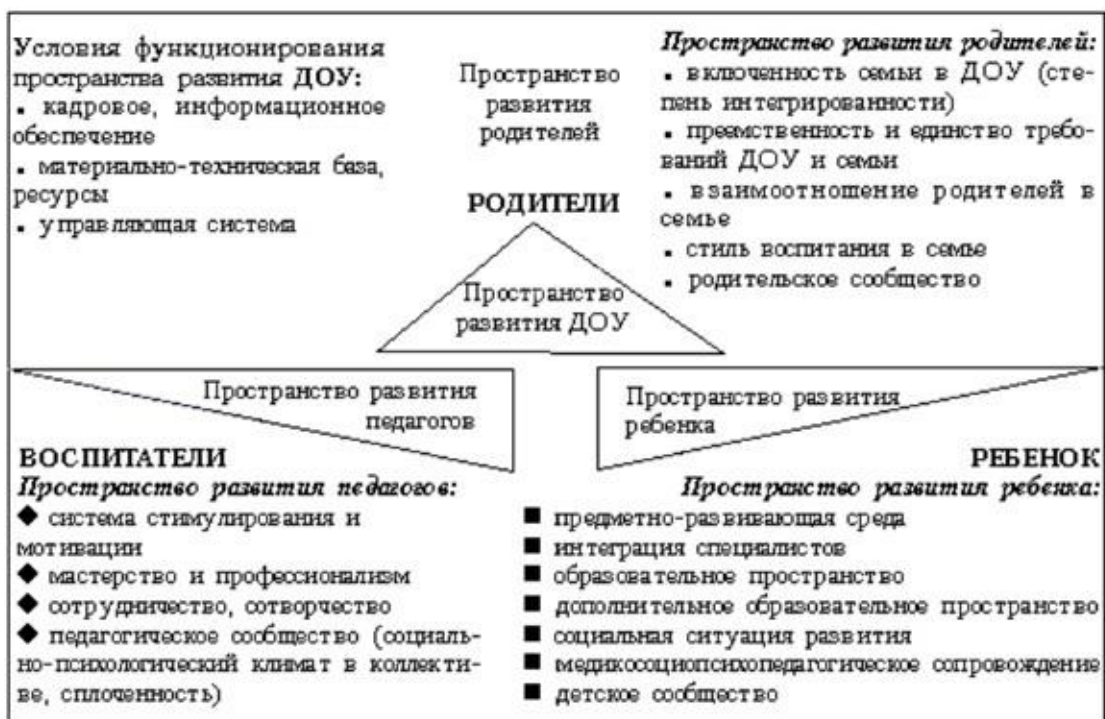 Условия функционирования
пространства развития ДОУ:
▪ кадровое, информационное
обеспечение
▪ материально-техническая база,
ресурсы
▪ управляющая система
Пространство
развития
родителей
РОДИТЕЛИ
Пространство развития родителей:
▪ включенность семьи в ДОУ (сте-
пень интегрированности)
▪ преемственность и единство требо-
ваний ДОУ и семьи
▪ взаимоотношение родителей в
семье
▪ стиль воспитания в семье
▪ родительское сообщество
Пространство
развития ДОУ
Пространство развития
педагогов
Пространство развития
ребенка
ВОСПИТАТЕЛИ
Пространство развития педагогов:
◆ система стимулирования и
мотивации
◆ мастерство и профессионализм
◆ сотрудничество, сотворчество
◆ педагогическое сообщество (социаль-
но-психологический климат в коллекти-
ве, сплоченность)
РЕБЕНОК
Пространство развития ребенка:
■ предметно-развивающая среда
■ интеграция специалистов
■ образовательное пространство
■ дополнительное образовательное пространство
■ социальная ситуация развития
■ медикосоциопсихопедагогическое сопровождение
■ детское сообщество